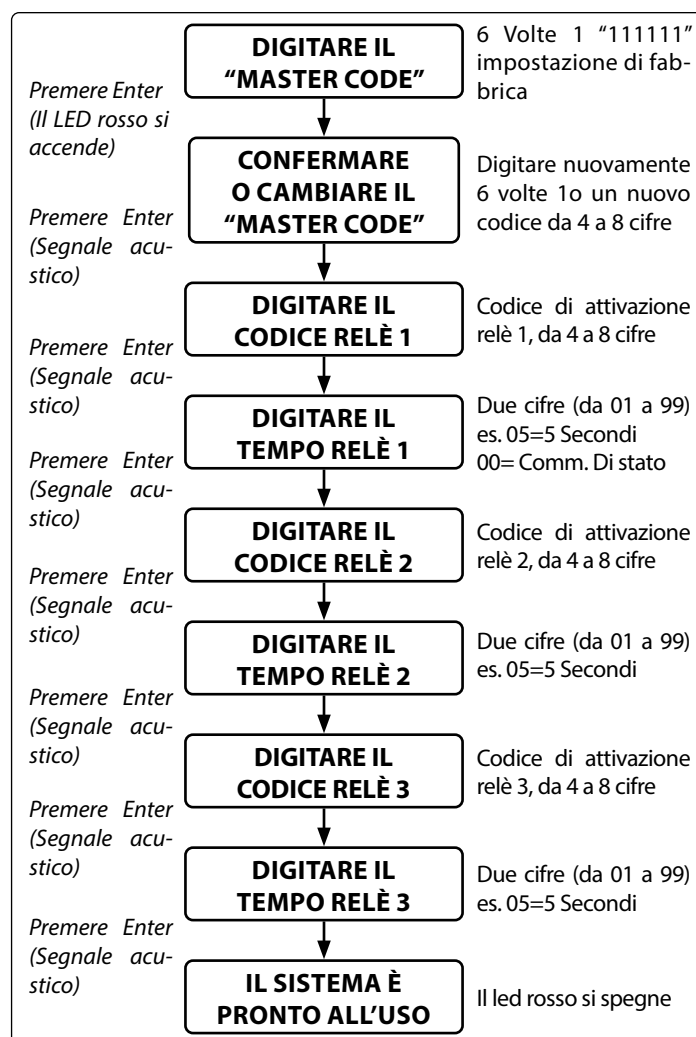 DIGITARE IL
“MASTER CODE”
6 Volte 1 “111111”
impostazione di fab-
brica
Premere Enter
(Il LED rosso si
accende)
CONFERMARE
O CAMBIARE IL
“MASTER CODE”
Digitare nuovamente
6 volte 1o un nuovo
codice da 4 a 8 cifre
Premere Enter
(Segnale acu-
stico)
DIGITARE IL
CODICE RELÈ 1
Codice di attivazione
relè 1, da 4 a 8 cifre
Premere Enter
(Segnale acu-
stico)
DIGITARE IL
TEMPO RELÈ 1
Due cifre (da 01 a 99)
es. 05=5 Secondi
00= Comm. Di stato
Premere Enter
(Segnale acu-
stico)
DIGITARE IL
CODICE RELÈ 2
Codice di attivazione
relè 2, da 4 a 8 cifre
Premere Enter
(Segnale acu-
stico)
DIGITARE IL
TEMPO RELÈ 2
Due cifre (da 01 a 99)
es. 05=5 Secondi
Premere Enter
(Segnale acu-
stico)
DIGITARE IL
CODICE RELÈ 3
Codice di attivazione
relè 3, da 4 a 8 cifre
Premere Enter
(Segnale acu-
stico)
DIGITARE IL
TEMPO RELÈ 3
Due cifre (da 01 a 99)
es. 05=5 Secondi
Premere Enter
(Segnale acu-
stico)
IL SISTEMA È
PRONTO ALL’USO
Il led rosso si spegne